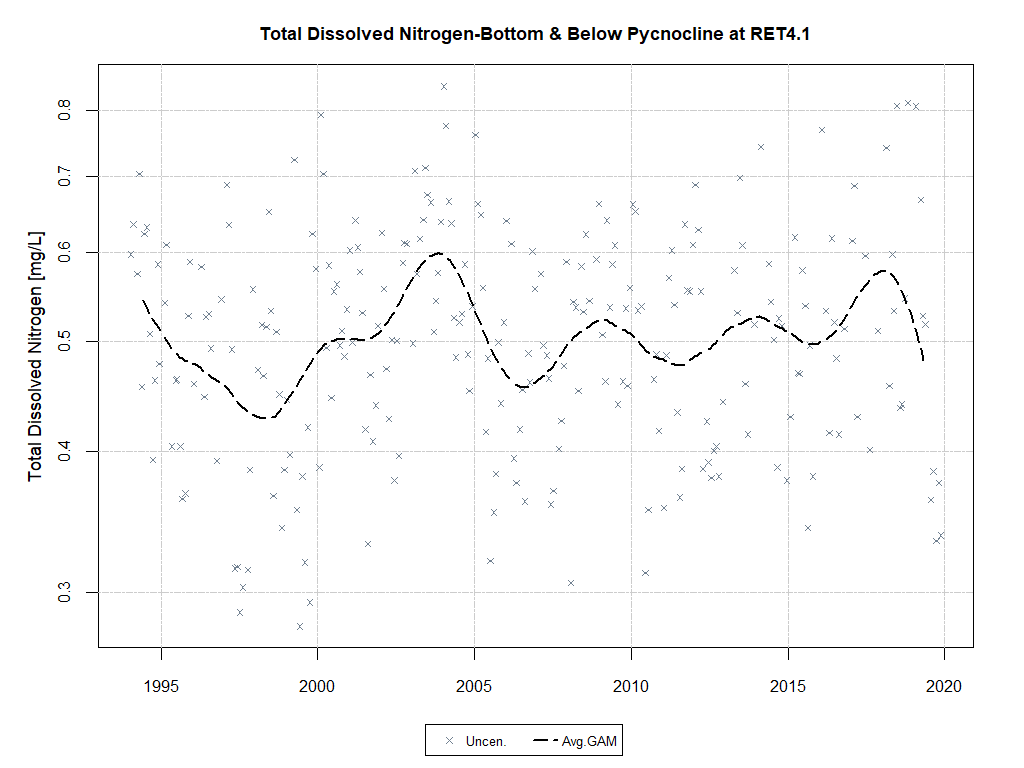 Total Dissolved Nitrogen-Bottom & Below Pycnocline at RET4.1
Total Dissolved Nitrogen [mg/L]
0.8
0.7
0.6
0.5
0.4
0.3
1995 2000 2005 2010 2015 2020
Uncen. Avg.GAM